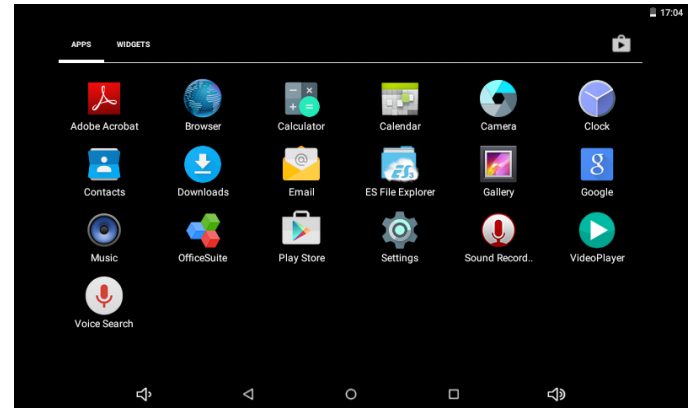 17:04
APPS WIDGETS
Adobe Acrobat Browser Calculator Calendar Camera Clock
Contacts Downloads Email ES File Explorer Gallery Google
Music OfficeSuite Play Store Settings Sound Record.. VideoPlayer
Voice Search